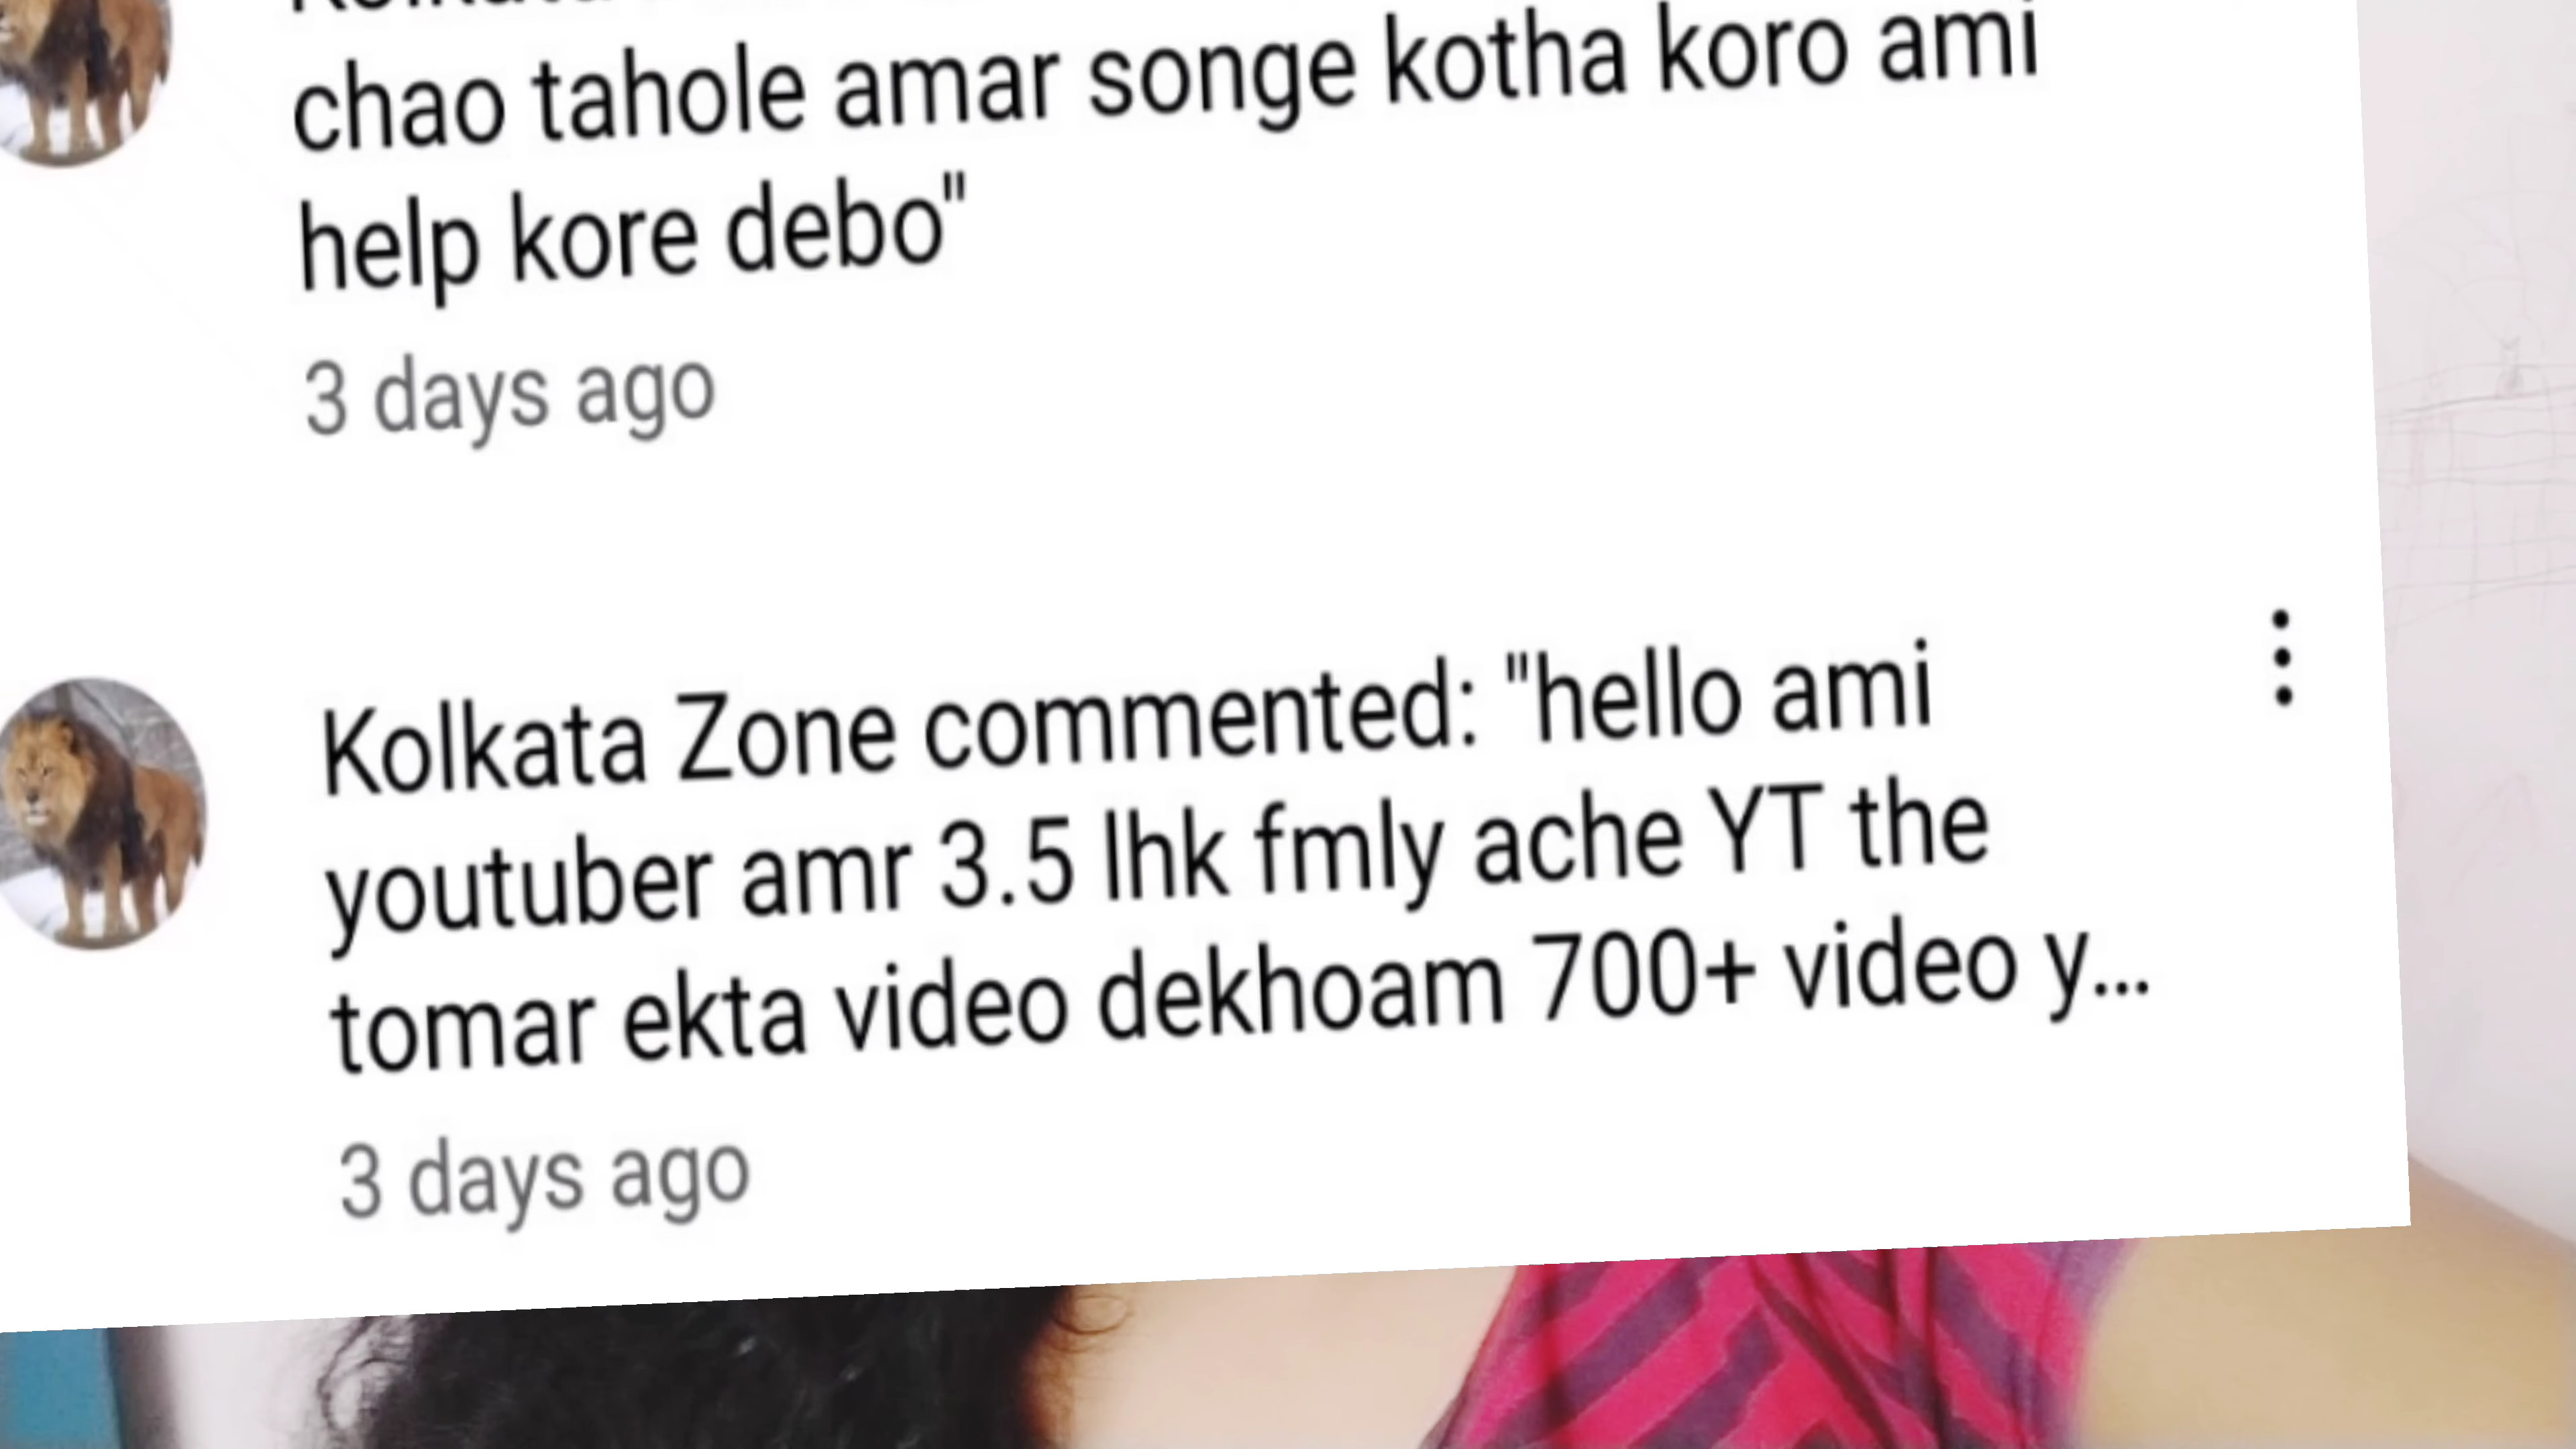 chao tahole amar songe kotha koro ami
help kore debo"
3 days ago
Kolkata Zone commented: "hello ami
youtuber amr 3.5 lhk fmly ache YT the
tomar ekta video dekhoam 700+ video y...
3 days ago